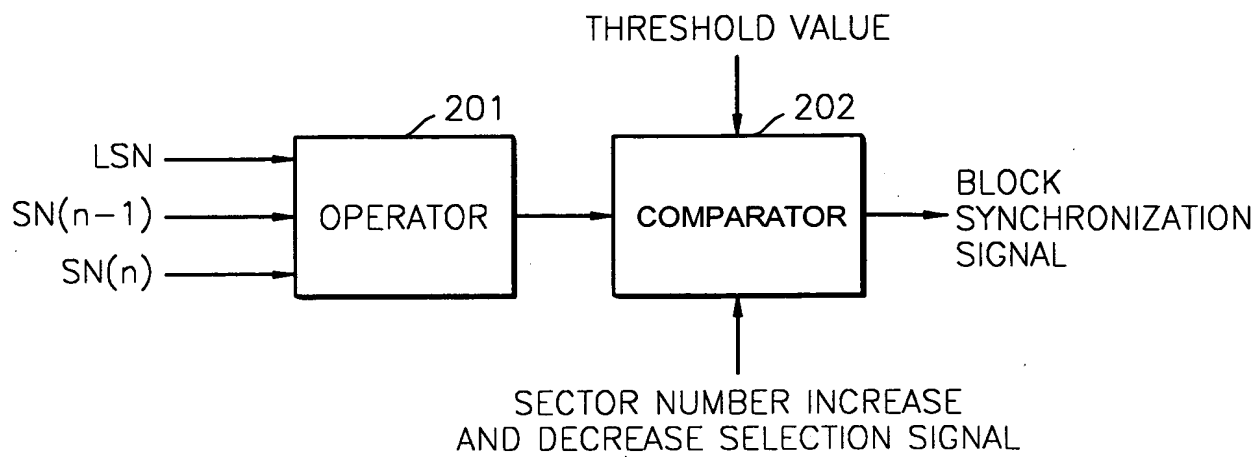 THRESHOLD VALUE
201
202
LSN
SN(n-1)
SN(n)
OPERATOR
COMPARATOR
BLOCK
SYNCHRONIZATION
SIGNAL
SECTOR NUMBER INCREASE
AND DECREASE SELECTION SIGNAL